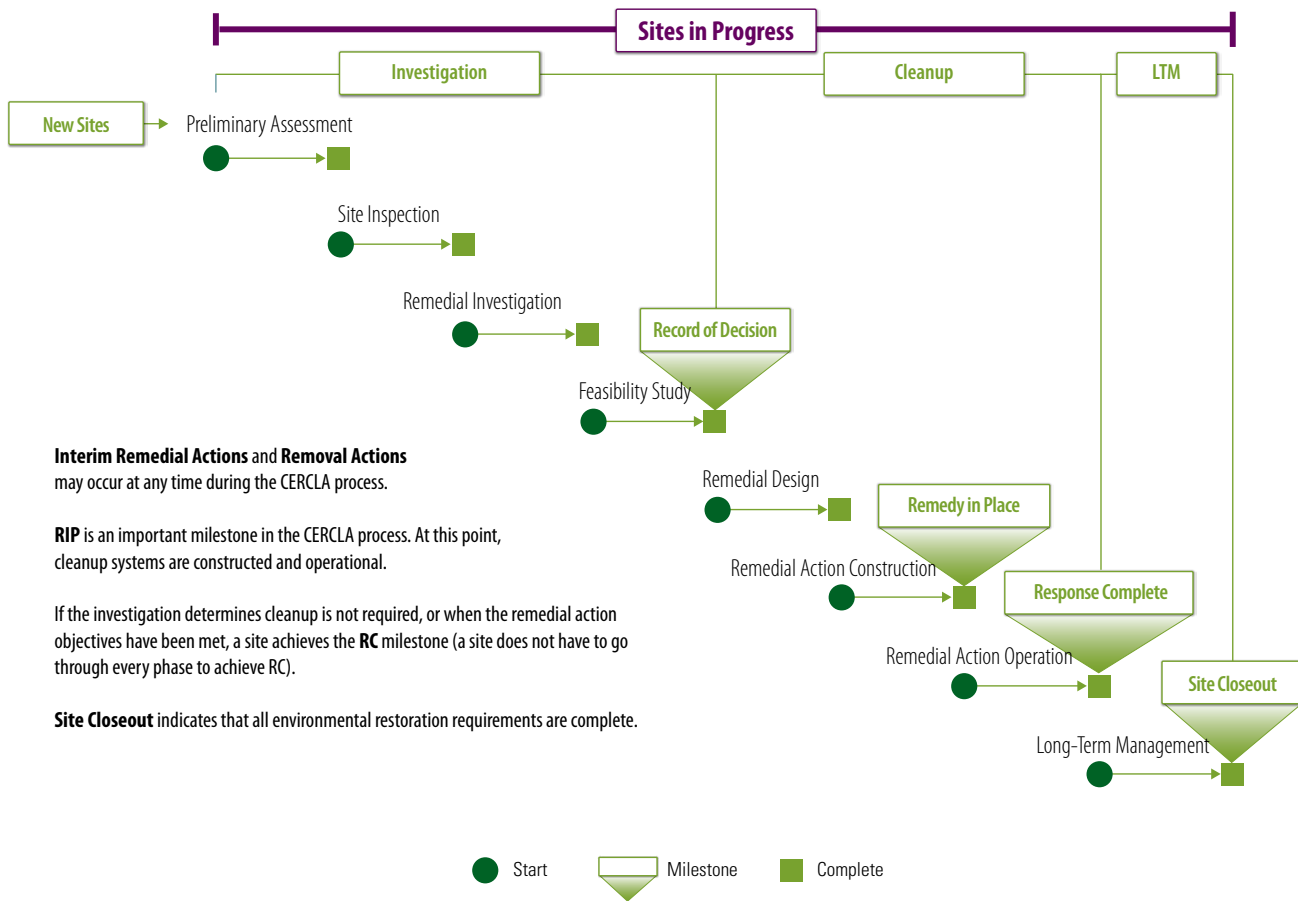 Sites in Progress
Investigation
Cleanup
LTM
New Sites
Preliminary Assessment
Site Inspection
Remedial Investigation
Record of Decision
Feasibility Study
Interim Remedial Actions and Removal Actions
may occur at any time during the CERCLA process.
RIP is an important milestone in the CERCLA process. At this point,
cleanup systems are constructed and operational.
If the investigation determines cleanup is not required, or when the remedial action
objectives have been met, a site achieves the RC milestone (a site does not have to go
through every phase to achieve RC).
Site Closeout indicates that all environmental restoration requirements are complete.
Remedial Design
Remedy in Place
Remedial Action Construction
Response Complete
Remedial Action Operation
Site Closeout
Long-Term Management
Start
Milestone
Complete